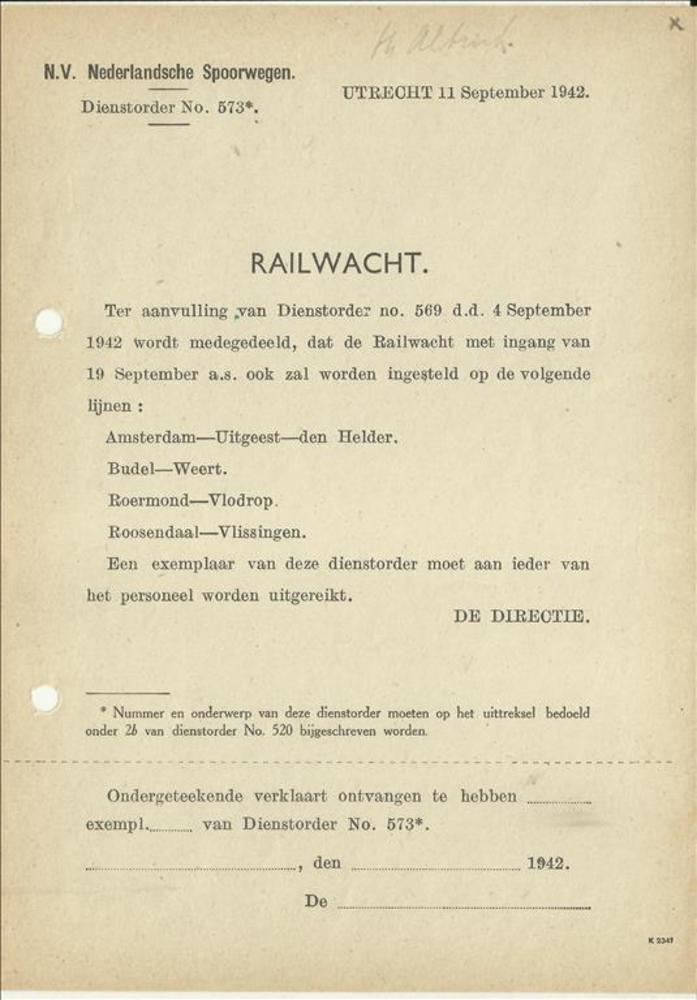 N.V. Nederlandsche Spoorwegen.
UTRECHT 11 September 1942.
Dienstorder No. 573*.
RAILWACHT.
Ter aanvulling van Dienstorder no. 569 d.d. 4 September
1942 wordt medegedeeld, dat de Railwacht met ingang van
19 September a.s. ook zal worden ingesteld op de volgende
lijnen :
Amsterdam—Uitgeest—den Helder.
Budel—Weert.
Roermond—Vlodrop.
Roosendaal—Vlissingen.
Een exemplaar van deze dienstorder moet aan ieder van
het personeel worden uitgereikt.
DE DIRECTIE.
* Nummer en onderwerp van deze dienstorder moeten op het uittreksel bedoeld
onder 2b van dienstorder No. 520 bijgeschreven worden.
Ondergeteekende verklaart ontvangen te hebben ............
exempl............ van Dienstorder No. 573*.
............, den ............ 1942.
De ............
K 2341